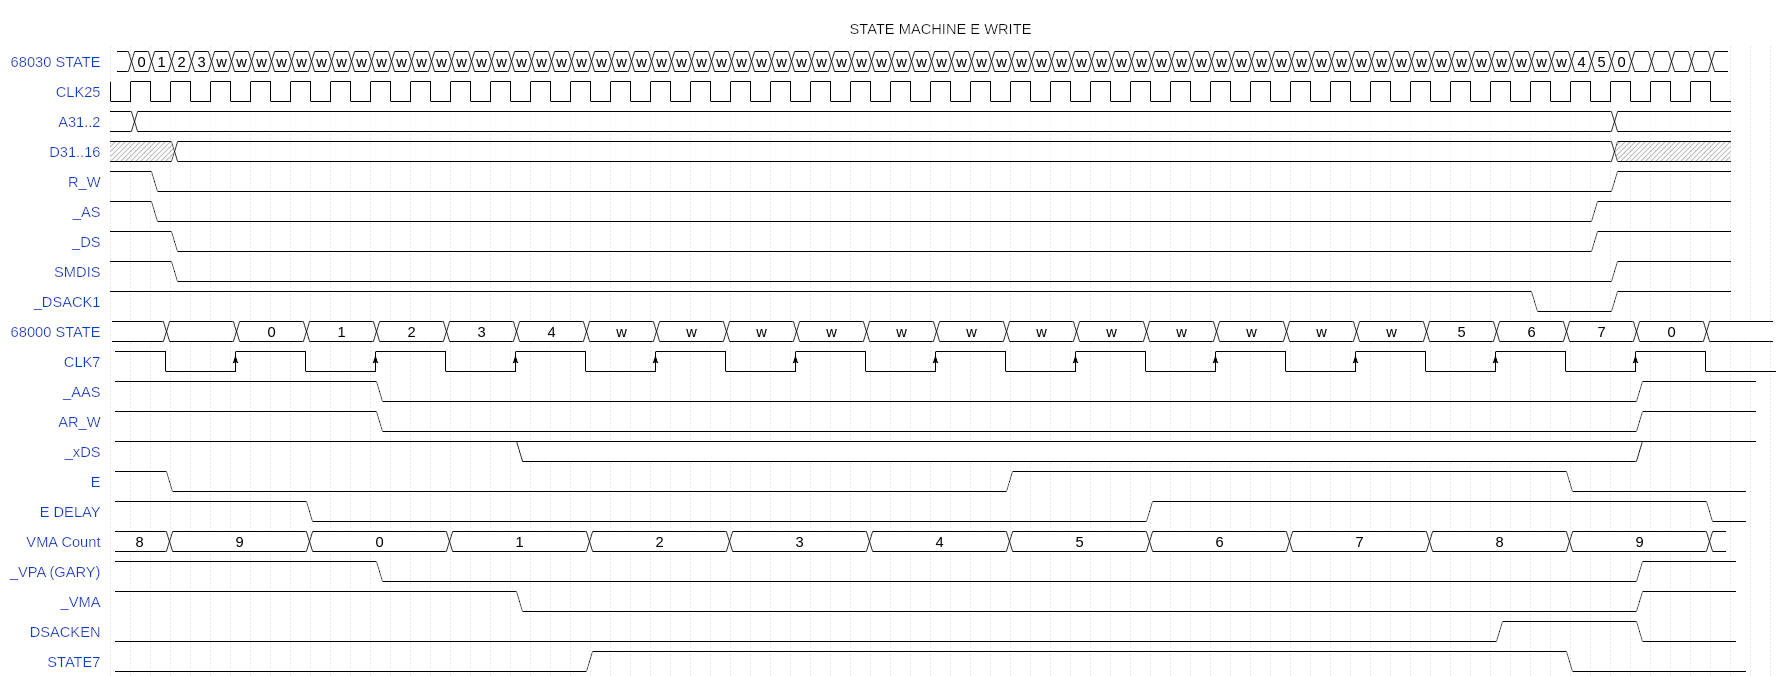 STATE MACHINE E WRITE
68030 STATE 0 1 2 3 w w w w w w w w w w w w w w w w w w w w w w w w w w w w w w w w w w w w w w w w w w w w w w w w w w w w w w w w w w w w w w w w w w w w 4 5 0
CLK25
A31..2
D31..16
R_W
_AS
_DS
SMDIS
_DSACK1
68000 STATE 0 1 2 3 4 w w w w w w w w w w w w 5 6 7 0
CLK7
_AAS
AR_W
_xDS
E
E DELAY
VMA Count 8 9 0 1 2 3 4 5 6 7 8 9
_VPA (GARY)
_VMA
DSACKEN
STATE7